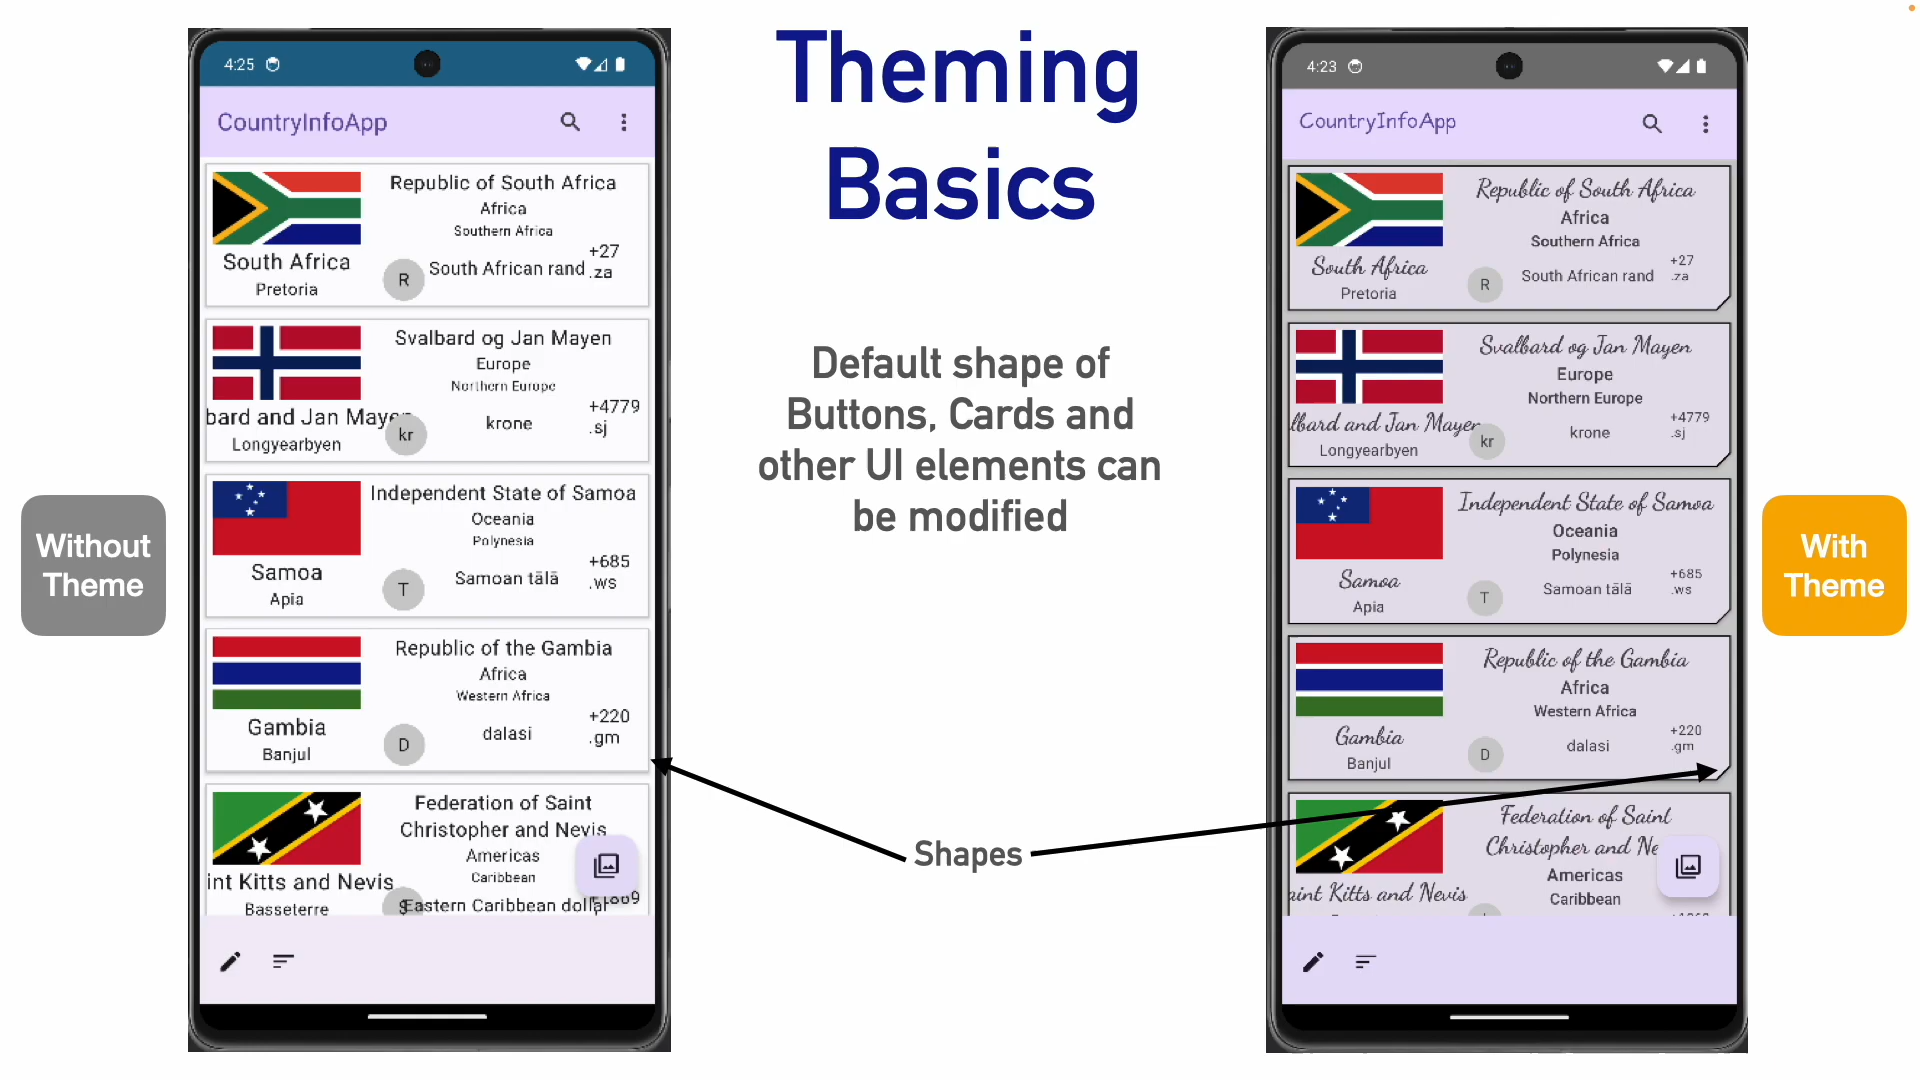 Theming
Basics
Default shape of
Buttons, Cards and
other UI elements can
be modified
Shapes
Without
Theme
With
Theme
4:25
CountryInfoApp
Republic of South Africa
Africa
Southern Africa
+27
South African rand
.za
South Africa
R
Pretoria
Svalbard og Jan Mayen
Europe
Northern Europe
+4779
krone
.sj
bard and Jan Mayen
kr
Longyearbyen
Independent State of Samoa
Oceania
Polynesia
+685
Samoan tālā
.ws
Samoa
T
Apia
Republic of the Gambia
Africa
Western Africa
+220
dalasi
.gm
Gambia
D
Banjul
Federation of Saint
Christopher and Nevis
Americas
Caribbean
int Kitts and Nevis
$
Eastern Caribbean dollar
Basseterre
4:23
CountryInfoApp
Republic of South Africa
Africa
Southern Africa
+27
South African rand
.za
South Africa
R
Pretoria
Svalbard og Jan Mayen
Europe
Northern Europe
+4779
krone
.sj
lbard and Jan Mayen
kr
Longyearbyen
Independent State of Samoa
Oceania
Polynesia
+685
Samoan tālā
.ws
Samoa
T
Apia
Republic of the Gambia
Africa
Western Africa
+220
dalasi
.gm
Gambia
D
Banjul
Federation of Saint
Christopher and Ne
Americas
Caribbean
aint Kitts and Nevis